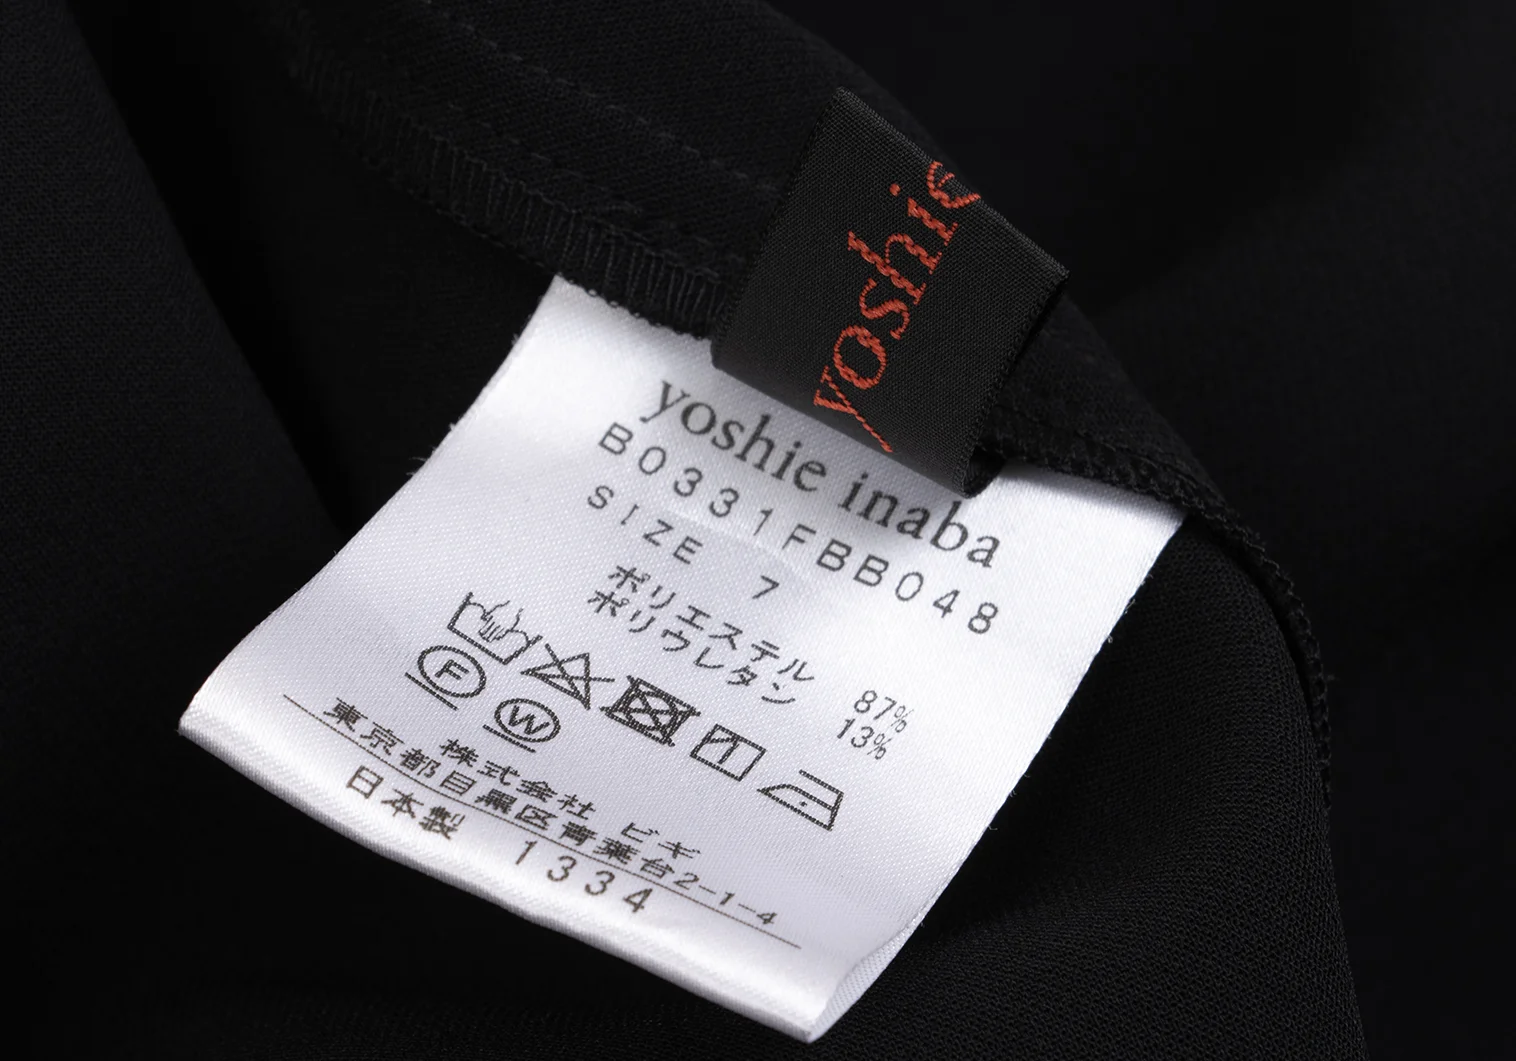 yoshie
yoshie inaba
B0331FBB048
SIZE 7
ポリエステル 87%
ポリウレタン 13%
F
W
株式会社 ビギ
東京都目黒区青葉台2-1-4
日本製 1334